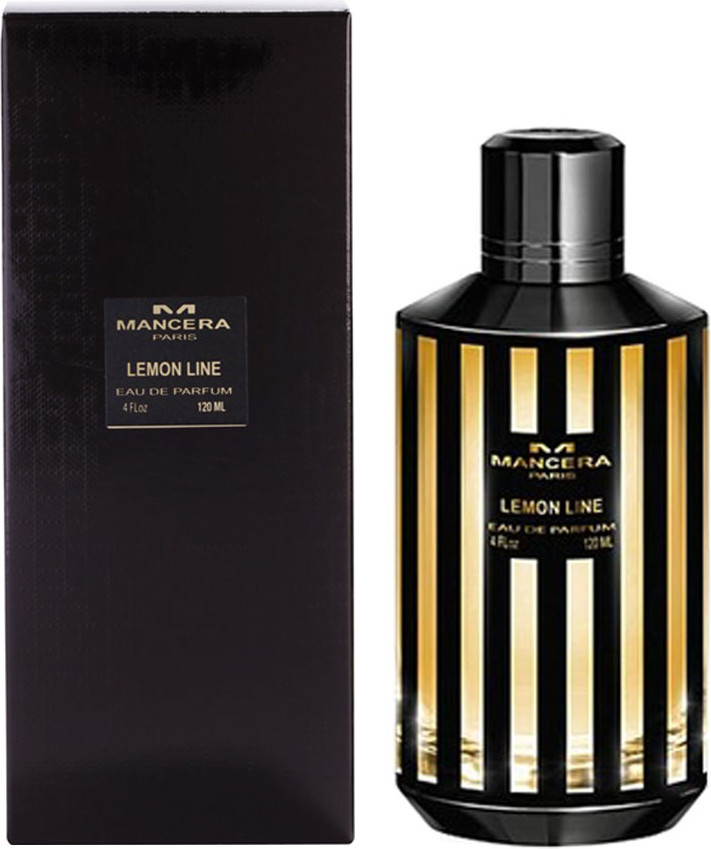 MANCERA
PARIS
LEMON LINE
EAU DE PARFUM
4 FLoz 120 ML
MANCERA
PARIS
LEMON LINE
EAU DE PARFUM
4 FLoz 120 ML